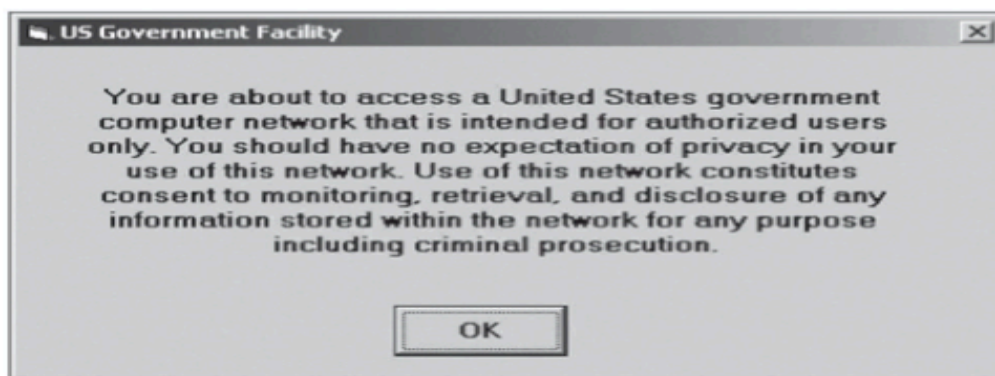 US Government Facility
You are about to access a United States government
computer network that is intended for authorized users
only. You should have no expectation of privacy in your
use of this network. Use of this network constitutes
consent to monitoring, retrieval, and disclosure of any
information stored within the network for any purpose
including criminal prosecution.
OK